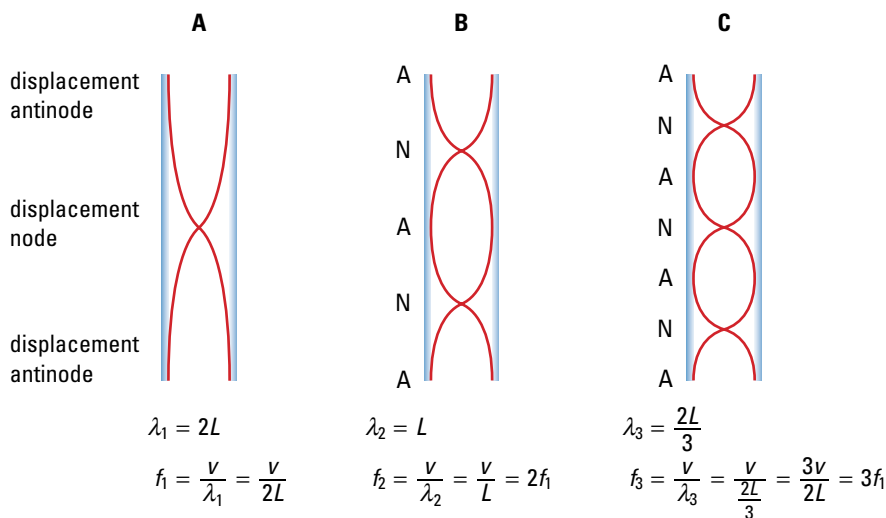 A B C
displacement
antinode
displacement
node
displacement
antinode
A
N
A
N
A
A
N
A
N
A
N
A
λ₁ = 2L
f₁ = v/λ₁ = v/2L
λ₂ = L
f₂ = v/λ₂ = v/L = 2f₁
λ₃ = 2L/3
f₃ = v/λ₃ = v/(2L/3) = 3v/2L = 3f₁